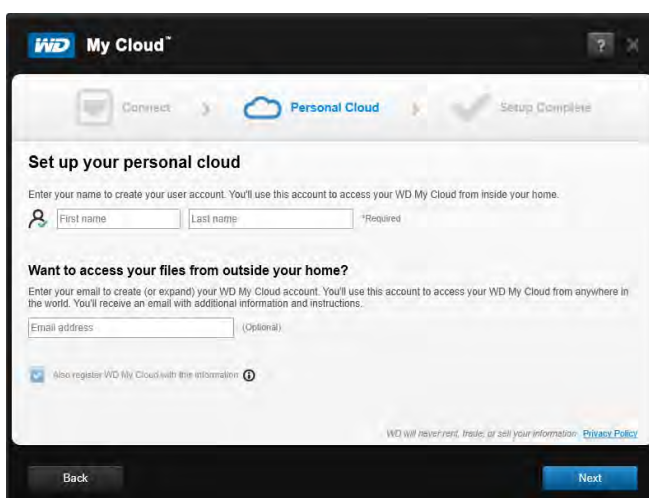 WD My Cloud™ ?
Connect Personal Cloud Setup Complete
Set up your personal cloud
Enter your name to create your user account. You'll use this account to access your WD My Cloud from inside your home.
First name Last name *Required
Want to access your files from outside your home?
Enter your email to create (or expand) your WD My Cloud account. You'll use this account to access your WD My Cloud from anywhere in
the world. You'll receive an email with additional information and instructions.
Email address (Optional)
Also register WD My Cloud with this information
WD will never rent, trade, or sell your information Privacy Policy
Back Next